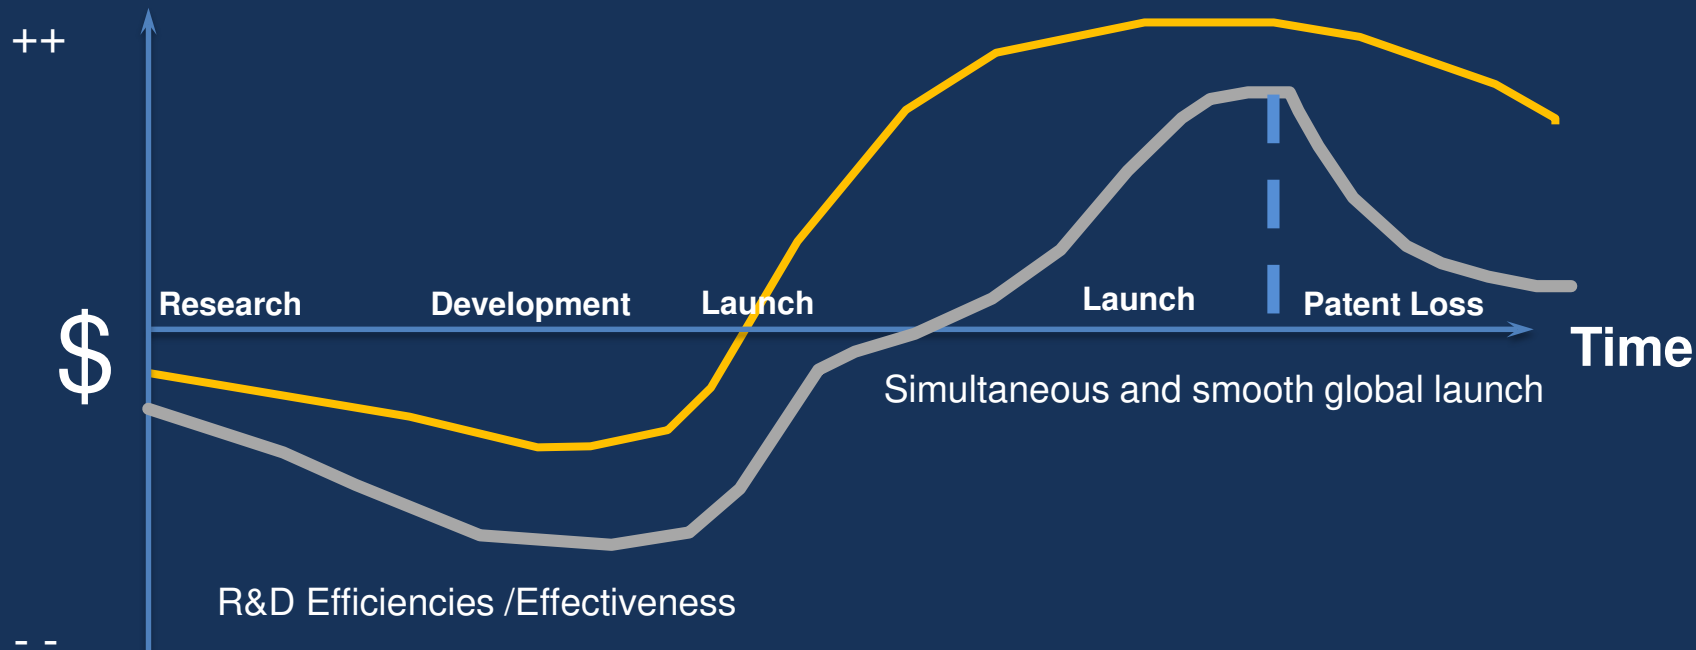 ++
Research
Development
Launch
Launch
Patent Loss
$
Time
Simultaneous and smooth global launch
R&D Efficiencies /Effectiveness
- -